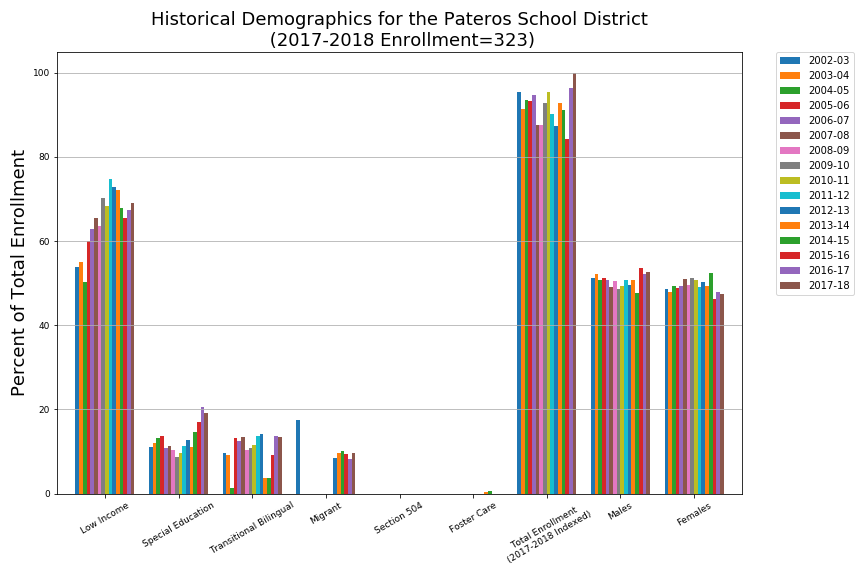 Historical Demographics for the Pateros School District
(2017-2018 Enrollment=323)
Percent of Total Enrollment
100
80
60
40
20
0
Low Income
Special Education
Transitional Bilingual
Migrant
Section 504
Foster Care
Total Enrollment
(2017-2018 Indexed)
Males
Females
2002-03
2003-04
2004-05
2005-06
2006-07
2007-08
2008-09
2009-10
2010-11
2011-12
2012-13
2013-14
2014-15
2015-16
2016-17
2017-18